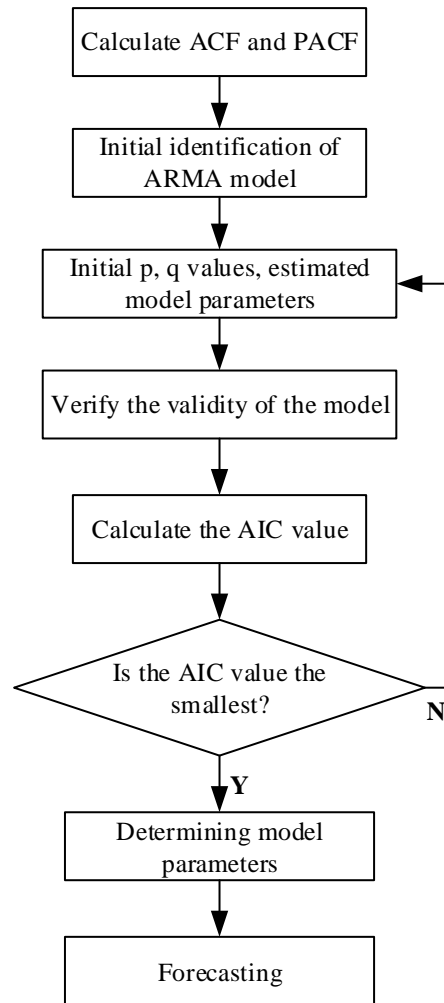 Calculate ACF and PACF
Initial identification of
ARMA model
Initial p, q values, estimated
model parameters
Verify the validity of the model
Calculate the AIC value
Is the AIC value the
smallest?
N
Y
Determining model
parameters
Forecasting